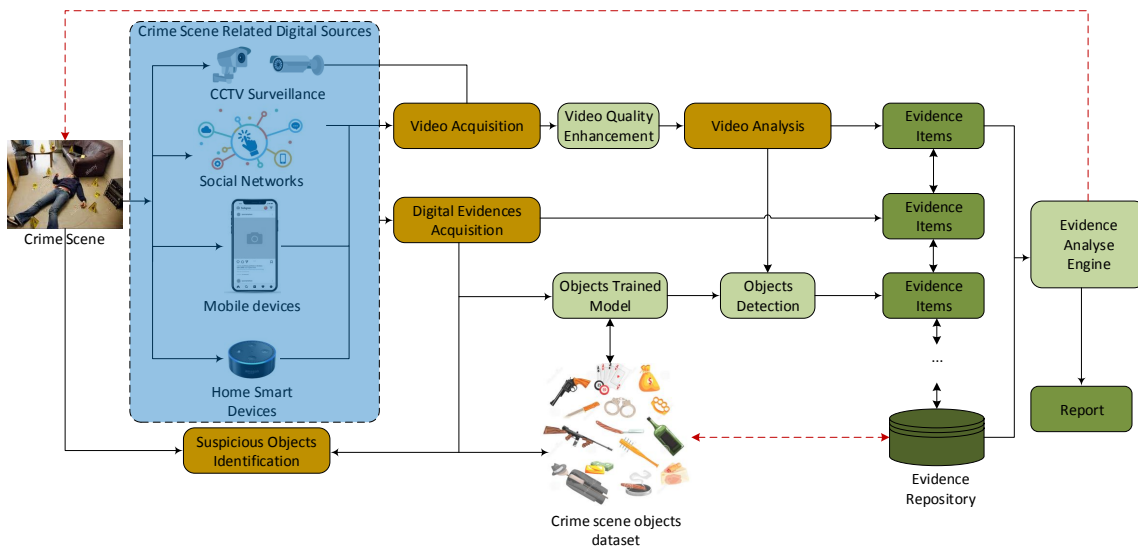 Crime Scene Related Digital Sources
CCTV Surveillance
Social Networks
Mobile devices
Home Smart
Devices
Crime Scene
Video Acquisition
Video Quality
Enhancement
Video Analysis
Evidence
Items
Digital Evidences
Acquisition
Evidence
Items
Evidence
Analyse
Engine
Objects Trained
Model
Objects
Detection
Evidence
Items
...
Report
Suspicious Objects
Identification
Crime scene objects
dataset
Evidence
Repository